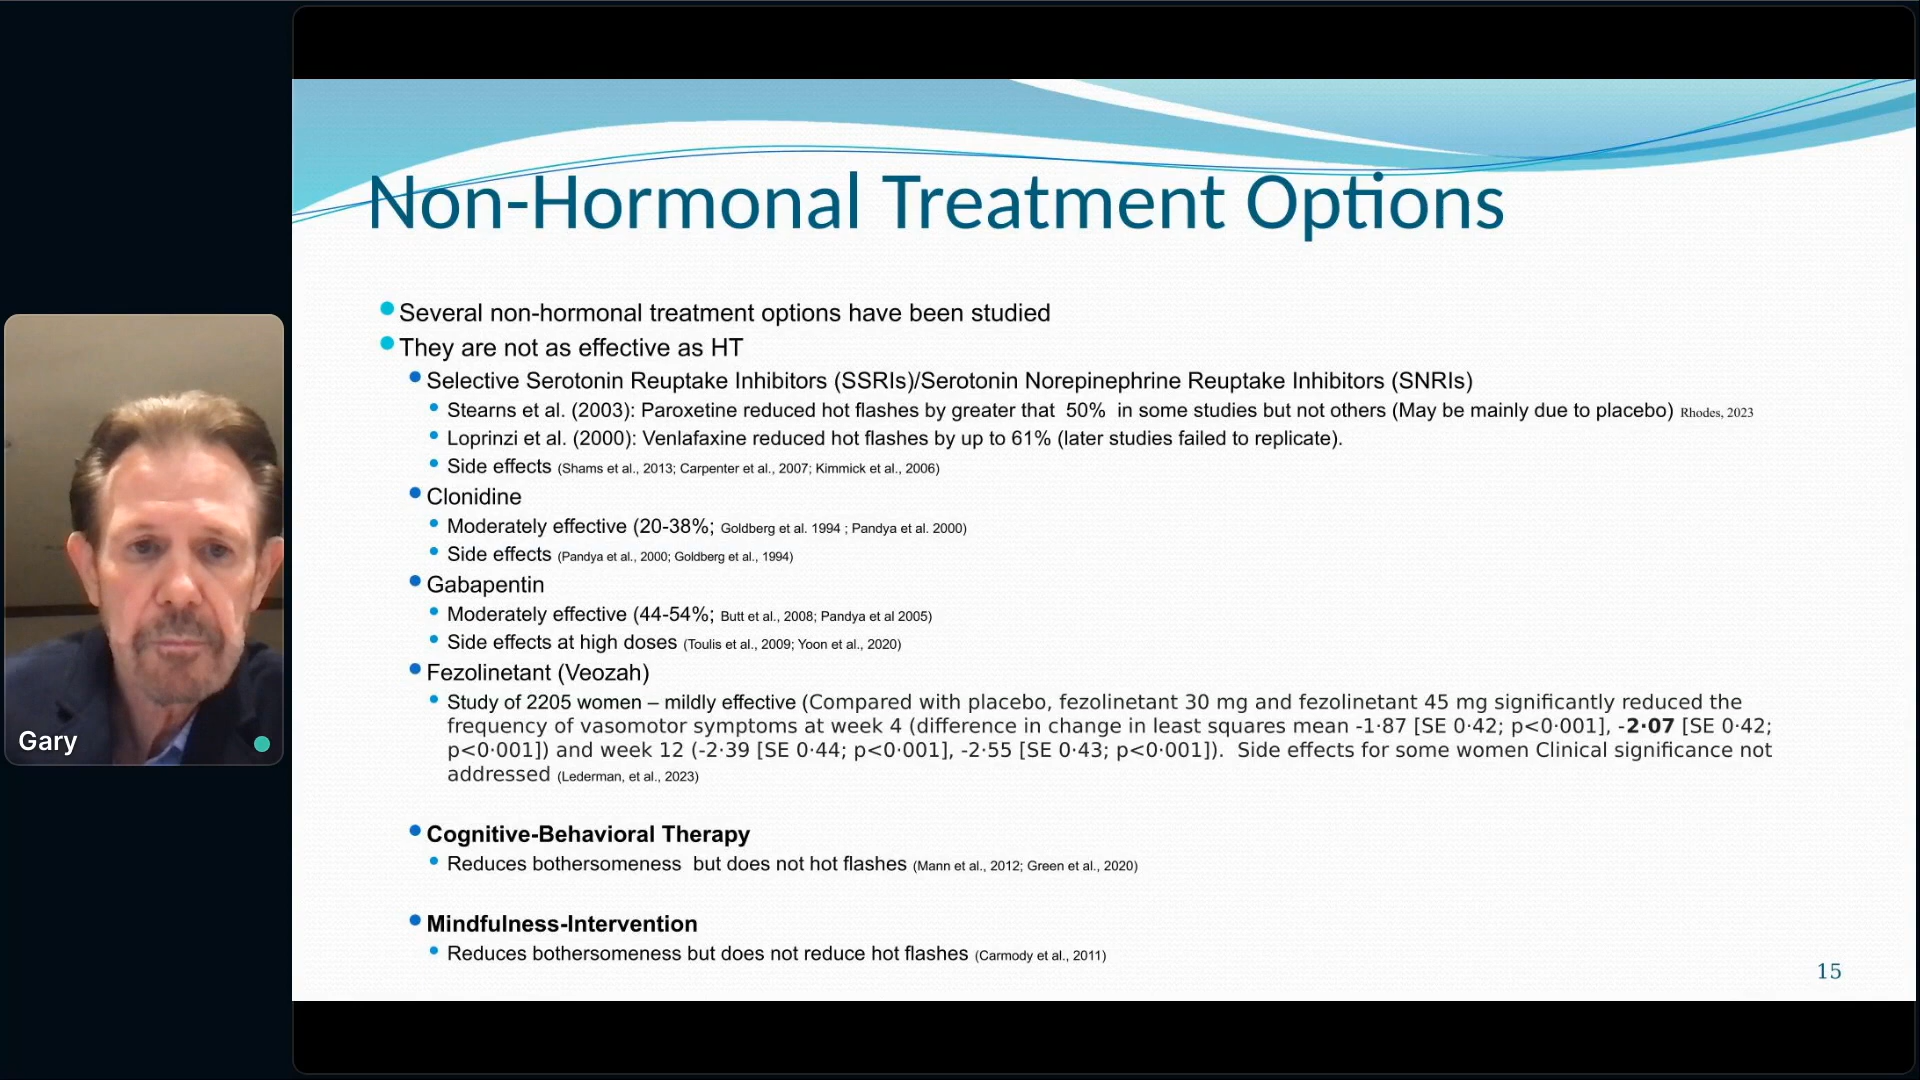 Non-Hormonal Treatment Options
Several non-hormonal treatment options have been studied
They are not as effective as HT
Selective Serotonin Reuptake Inhibitors (SSRIs)/Serotonin Norepinephrine Reuptake Inhibitors (SNRIs)
Stearns et al. (2003): Paroxetine reduced hot flashes by greater that 50% in some studies but not others (May be mainly due to placebo) Rhodes, 2023
Loprinzi et al. (2000): Venlafaxine reduced hot flashes by up to 61% (later studies failed to replicate).
Side effects (Shams et al., 2013; Carpenter et al., 2007; Kimmick et al., 2006)
Clonidine
Moderately effective (20-38%; Goldberg et al. 1994 ; Pandya et al. 2000)
Side effects (Pandya et al., 2000; Goldberg et al., 1994)
Gabapentin
Moderately effective (44-54%; Butt et al., 2008; Pandya et al 2005)
Side effects at high doses (Toulis et al., 2009; Yoon et al., 2020)
Fezolinetant (Veozah)
Study of 2205 women – mildly effective (Compared with placebo, fezolinetant 30 mg and fezolinetant 45 mg significantly reduced the
frequency of vasomotor symptoms at week 4 (difference in change in least squares mean -1·87 [SE 0·42; p<0·001], -2·07 [SE 0·42;
p<0·001]) and week 12 (-2·39 [SE 0·44; p<0·001], -2·55 [SE 0·43; p<0·001]). Side effects for some women Clinical significance not
addressed (Lederman, et al., 2023)
Cognitive-Behavioral Therapy
Reduces bothersomeness but does not hot flashes (Mann et al., 2012; Green et al., 2020)
Mindfulness-Intervention
Reduces bothersomeness but does not reduce hot flashes (Carmody et al., 2011)
15
Gary